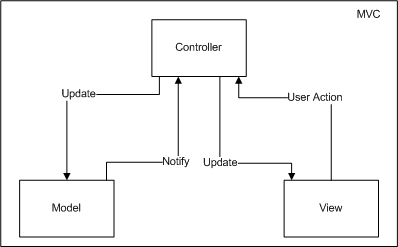 MVC
Controller
Update
User Action
Notify
Update
Model
View